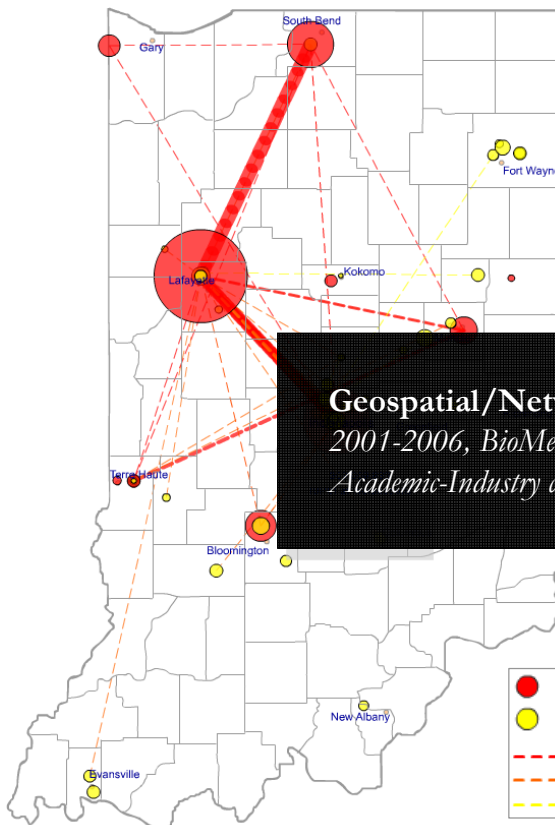 South Bend
Gary
Fort Wayne
Kokomo
Lafayette
Geospatial/Net
2001-2006, BioMe
Academic-Industry
Terre Haute
Bloomington
New Albany
Evansville